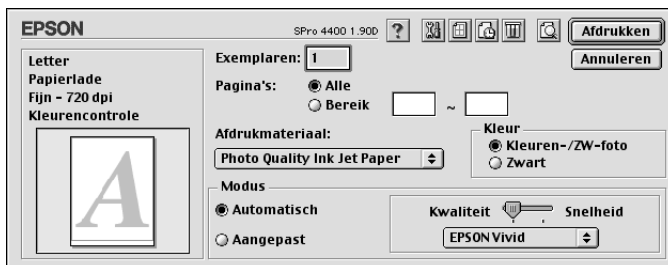 EPSON
SPro 4400 1.90D
?
Afdrukken
Annuleren
Letter
Papierlade
Fijn - 720 dpi
Kleurencontrole
A
Exemplaren: 1
Pagina's: Alle
Bereik ~
Afdrukmateriaal:
Photo Quality Ink Jet Paper
Kleur
Kleuren-/ZW-foto
Zwart
Modus
Automatisch
Aangepast
Kwaliteit Snelheid
EPSON Vivid